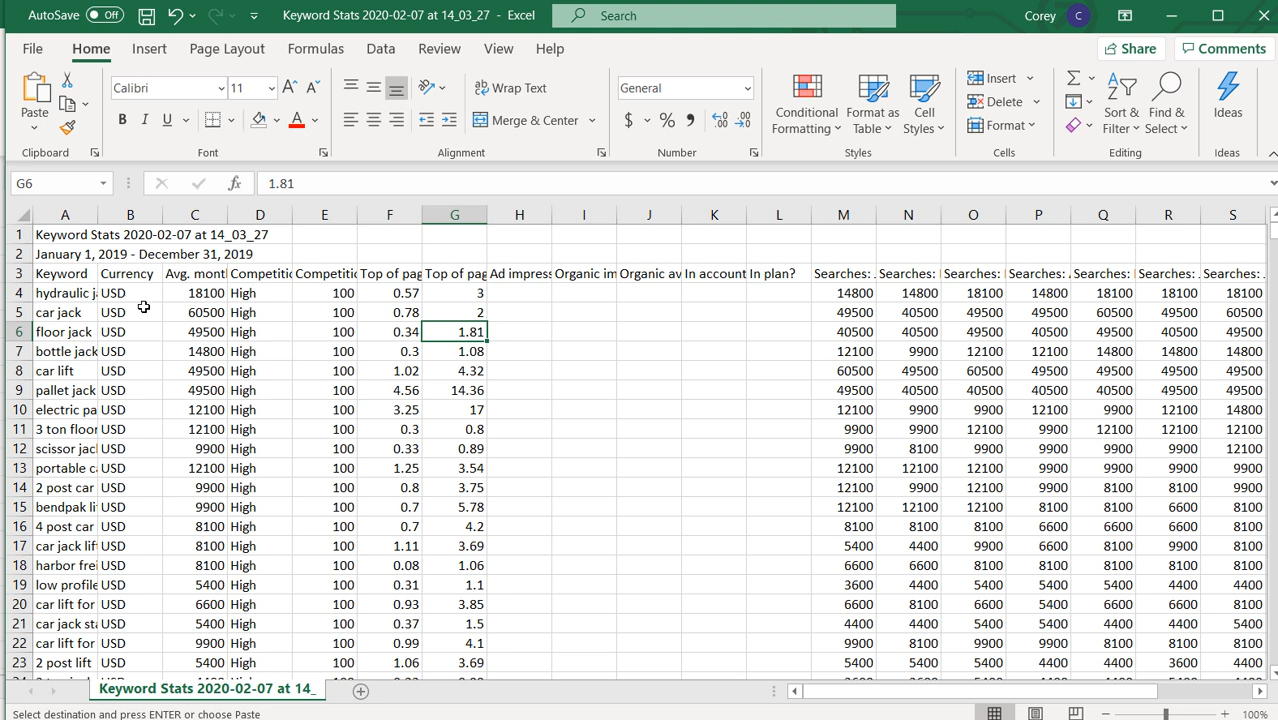 AutoSave Off Keyword Stats 2020-02-07 at 14_03_27 - Excel Search Corey C
File Home Insert Page Layout Formulas Data Review View Help Share Comments
Paste Calibri 11 A A Wrap Text General Conditional Formatting Format as Table Cell Styles Insert Sort & Filter Find & Select Ideas
B I U A Merge & Center $ % Delete
Format
Clipboard Font Alignment Number Styles Cells Editing Ideas
G6 fx 1.81
A B C D E F G H I J K L M N O P Q R S
1 Keyword Stats 2020-02-07 at 14_03_27
2 January 1, 2019 - December 31, 2019
3 Keyword Currency Avg. mont Competitic Competitic Top of pag Top of pag Ad impress Organic im Organic av In account In plan? Searches: J Searches: Searches: Searches: Searches: Searches: Searches:
4 hydraulic ja USD 18100 High 100 0.57 3 14800 14800 18100 14800 18100 18100 18100
5 car jack USD 60500 High 100 0.78 2 49500 49500 49500 49500 60500 49500 60500
6 floor jack USD 49500 High 100 0.34 1.81 40500 40500 49500 40500 40500 40500 49500
7 bottle jack USD 14800 High 100 0.3 1.08 12100 9900 12100 12100 14800 14800 14800
8 car lift USD 49500 High 100 1.02 4.32 60500 49500 60500 49500 49500 49500 49500
9 pallet jack USD 49500 High 100 4.56 14.36 49500 40500 49500 40500 40500 49500 49500
10 electric pa USD 12100 High 100 3.25 17 12100 9900 9900 12100 9900 12100 14800
11 3 ton floor USD 12100 High 100 0.3 0.8 9900 9900 12100 9900 12100 12100 12100
12 scissor jac USD 9900 High 100 0.33 0.89 9900 8100 9900 9900 9900 9900 12100
13 portable ca USD 12100 High 100 1.25 3.54 12100 12100 12100 9900 9900 9900 9900
14 2 post car USD 9900 High 100 0.8 3.75 12100 9900 12100 9900 8100 8100 9900
15 bendpak li USD 9900 High 100 0.7 5.78 12100 12100 12100 8100 8100 6600 8100
16 4 post car USD 8100 High 100 0.7 4.2 8100 8100 8100 6600 6600 6600 8100
17 car jack lif USD 8100 High 100 1.11 3.69 5400 4400 9900 6600 8100 9900 8100
18 harbor frei USD 8100 High 100 0.08 1.06 6600 6600 8100 6600 8100 8100 8100
19 low profile USD 5400 High 100 0.31 1.1 3600 4400 5400 5400 5400 4400 4400
20 car lift for USD 6600 High 100 0.93 3.85 6600 8100 8100 5400 6600 6600 6600
21 car jack sta USD 5400 High 100 0.37 1.5 4400 4400 5400 4400 5400 4400 5400
22 car lift for USD 9900 High 100 0.99 4.1 9900 8100 9900 9900 8100 8100 8100
23 2 post lift USD 5400 High 100 1.06 3.69 5400 5400 5400 4400 4400 3600 4400
Keyword Stats 2020-02-07 at 14_
Select destination and press ENTER or choose Paste 100%